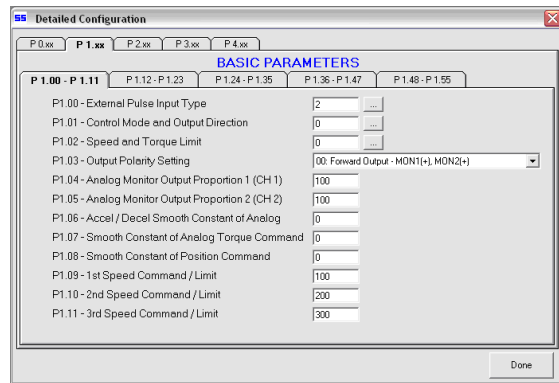 SS Detailed Configuration
P 0.xx P 1.xx P 2.xx P 3.xx P 4.xx
BASIC PARAMETERS
P 1.00 - P 1.11 P 1.12 - P 1.23 P 1.24 - P 1.35 P 1.36 - P 1.47 P 1.48 - P 1.55
P1.00 - External Pulse Input Type 2 ...
P1.01 - Control Mode and Output Direction 0 ...
P1.02 - Speed and Torque Limit 0 ...
P1.03 - Output Polarity Setting 00: Forward Output - MON1(+), MON2(+)
P1.04 - Analog Monitor Output Proportion 1 (CH 1) 100
P1.05 - Analog Monitor Output Proportion 2 (CH 2) 100
P1.06 - Accel / Decel Smooth Constant of Analog 0
P1.07 - Smooth Constant of Analog Torque Command 0
P1.08 - Smooth Constant of Position Command 0
P1.09 - 1st Speed Command / Limit 100
P1.10 - 2nd Speed Command / Limit 200
P1.11 - 3rd Speed Command / Limit 300
Done